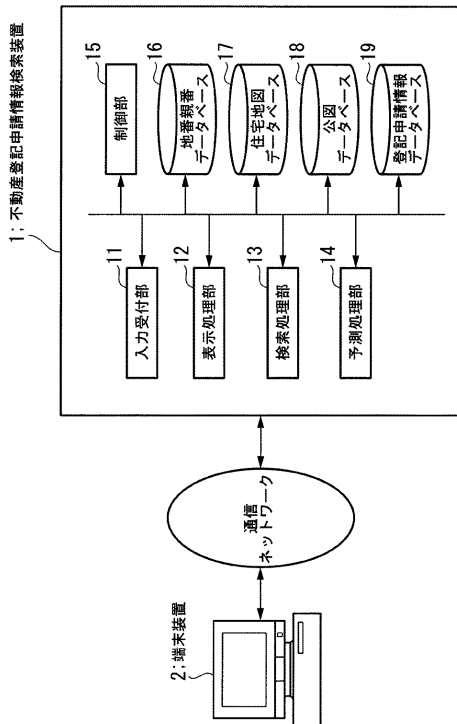 1；不動産登記申請情報検索装置
15
制御部
16
地番親番
データベース
17
住宅地図
データベース
18
公図
データベース
19
登記申請情報
データベース
11
入力受付部
12
表示処理部
13
検索処理部
14
予測処理部
通信
ネットワーク
2；端末装置